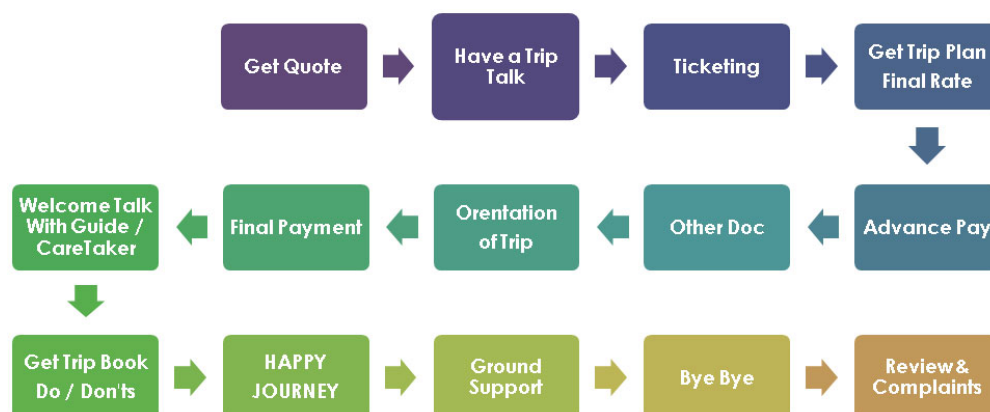 Get Quote
Have a Trip
Talk
Ticketing
Get Trip Plan
Final Rate
Advance Pay
Other Doc
Orentation
of Trip
Final Payment
Welcome Talk
With Guide /
CareTaker
Get Trip Book
Do / Don'ts
HAPPY
JOURNEY
Ground
Support
Bye Bye
Review &
Complaints